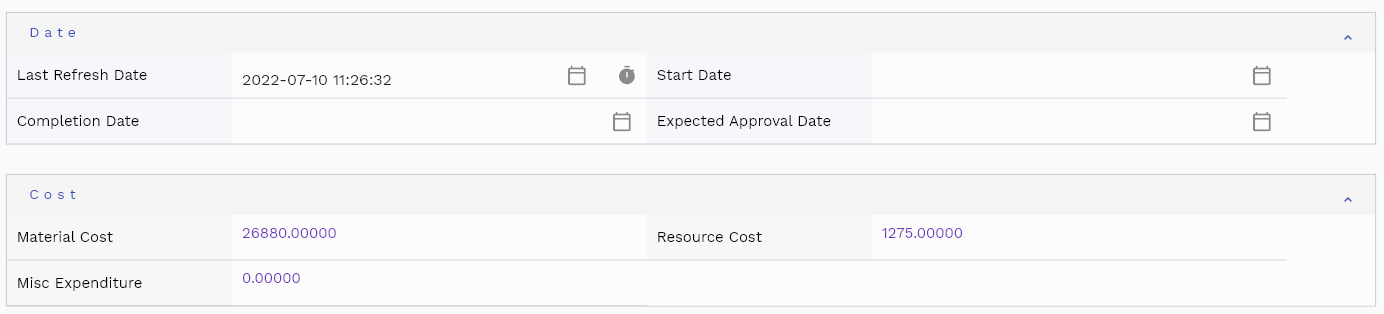 Date
Last Refresh Date 2022-07-10 11:26:32 Start Date
Completion Date Expected Approval Date
Cost
Material Cost 26880.00000 Resource Cost 1275.00000
Misc Expenditure 0.00000